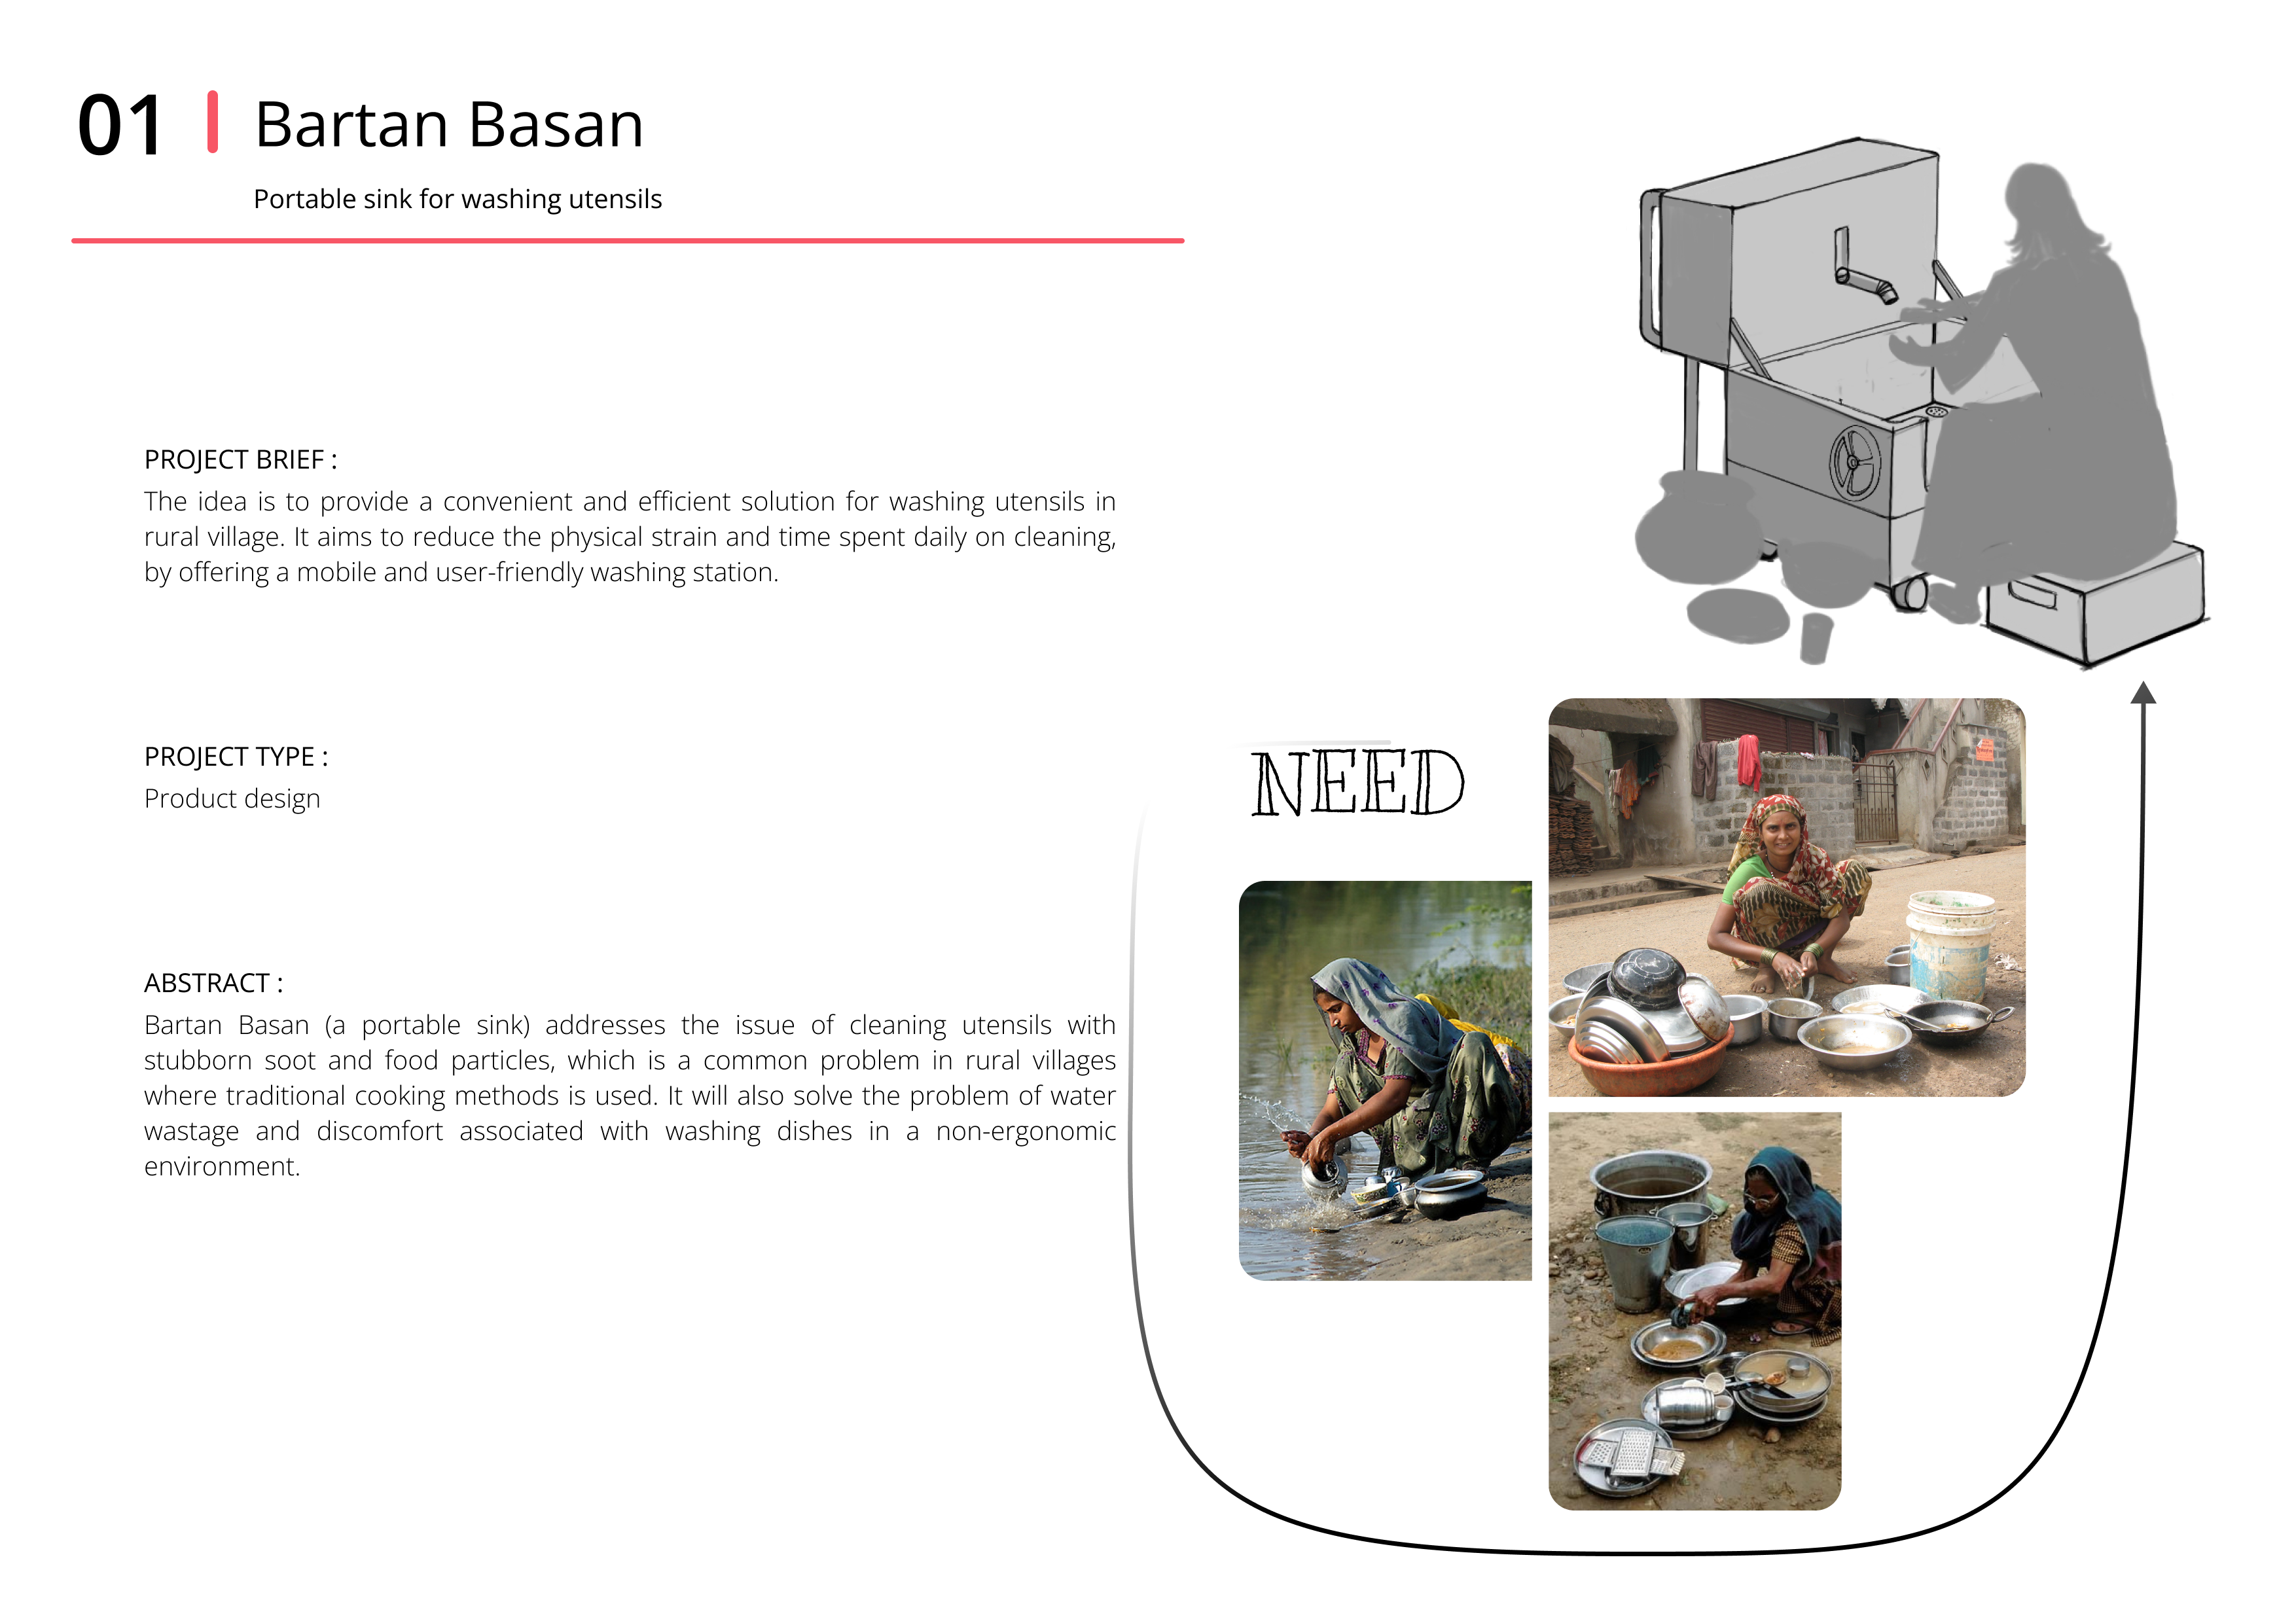 01
Bartan Basan
Portable sink for washing utensils
PROJECT BRIEF :
The idea is to provide a convenient and efficient solution for washing utensils in
rural village. It aims to reduce the physical strain and time spent daily on cleaning,
by offering a mobile and user-friendly washing station.
PROJECT TYPE :
Product design
ABSTRACT :
Bartan Basan (a portable sink) addresses the issue of cleaning utensils with
stubborn soot and food particles, which is a common problem in rural villages
where traditional cooking methods is used. It will also solve the problem of water
wastage and discomfort associated with washing dishes in a non-ergonomic
environment.
NEED